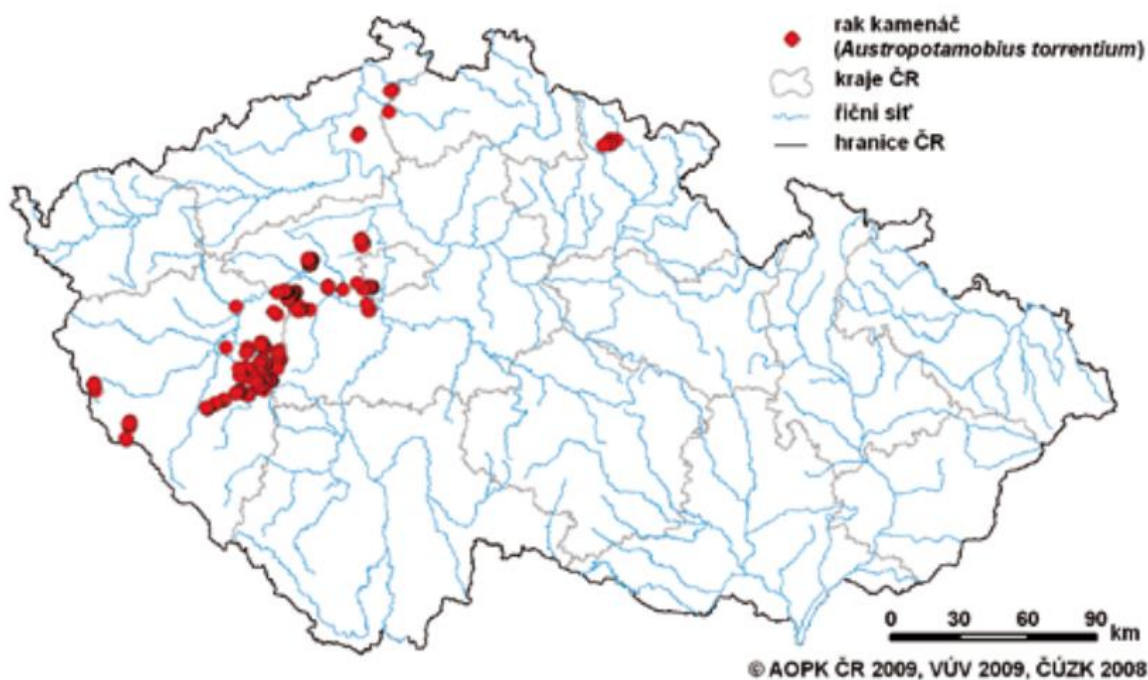 rak kamenáč
(Austropotamobius torrentium)
kraje ČR
říční síť
hranice ČR
0 30 60 90 km
© AOPK ČR 2009, VÚV 2009, ČÚZK 2008